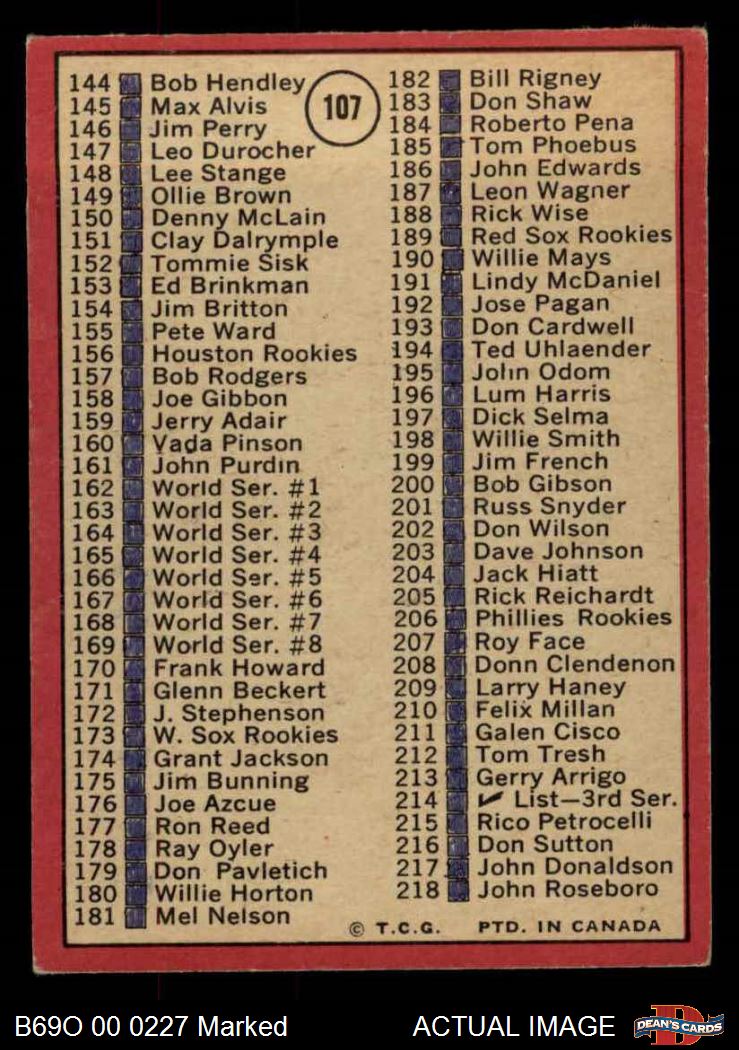 144 Bob Hendley
145 Max Alvis
146 Jim Perry
147 Leo Durocher
148 Lee Stange
149 Ollie Brown
150 Denny McLain
151 Clay Dalrymple
152 Tommie Sisk
153 Ed Brinkman
154 Jim Britton
155 Pete Ward
156 Houston Rookies
157 Bob Rodgers
158 Joe Gibbon
159 Jerry Adair
160 Vada Pinson
161 John Purdin
162 World Ser. #1
163 World Ser. #2
164 World Ser. #3
165 World Ser. #4
166 World Ser. #5
167 World Ser. #6
168 World Ser. #7
169 World Ser. #8
170 Frank Howard
171 Glenn Beckert
172 J. Stephenson
173 W. Sox Rookies
174 Grant Jackson
175 Jim Bunning
176 Joe Azcue
177 Ron Reed
178 Ray Oyler
179 Don Pavletich
180 Willie Horton
181 Mel Nelson
107
182 Bill Rigney
183 Don Shaw
184 Roberto Pena
185 Tom Phoebus
186 John Edwards
187 Leon Wagner
188 Rick Wise
189 Red Sox Rookies
190 Willie Mays
191 Lindy McDaniel
192 Jose Pagan
193 Don Cardwell
194 Ted Uhlaender
195 John Odom
196 Lum Harris
197 Dick Selma
198 Willie Smith
199 Jim French
200 Bob Gibson
201 Russ Snyder
202 Don Wilson
203 Dave Johnson
204 Jack Hiatt
205 Rick Reichardt
206 Phillies Rookies
207 Roy Face
208 Donn Clendenon
209 Larry Haney
210 Felix Millan
211 Galen Cisco
212 Tom Tresh
213 Gerry Arrigo
214 ✔ List—3rd Ser.
215 Rico Petrocelli
216 Don Sutton
217 John Donaldson
218 John Roseboro
© T.C.G. PTD. IN CANADA
B69O 00 0227 Marked
ACTUAL IMAGE
D
DEAN'S CARDS